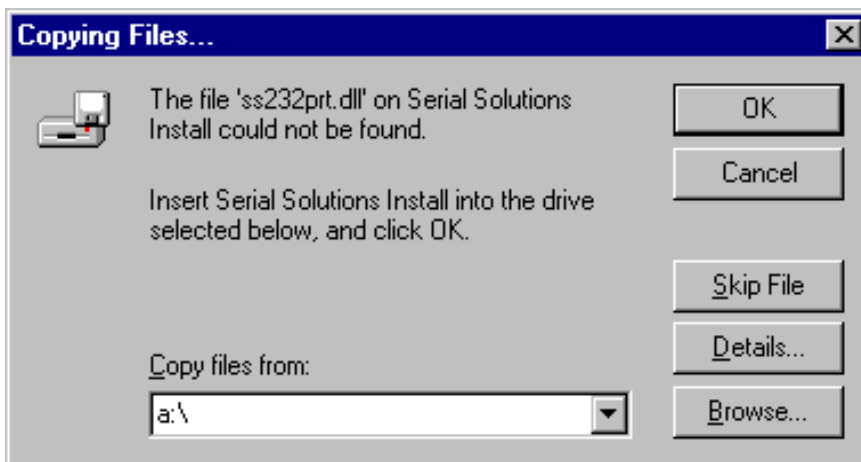 Copying Files...
The file 'ss232prt.dll' on Serial Solutions
Install could not be found.
Insert Serial Solutions Install into the drive
selected below, and click OK.
Copy files from:
a:\
OK
Cancel
Skip File
Details...
Browse...